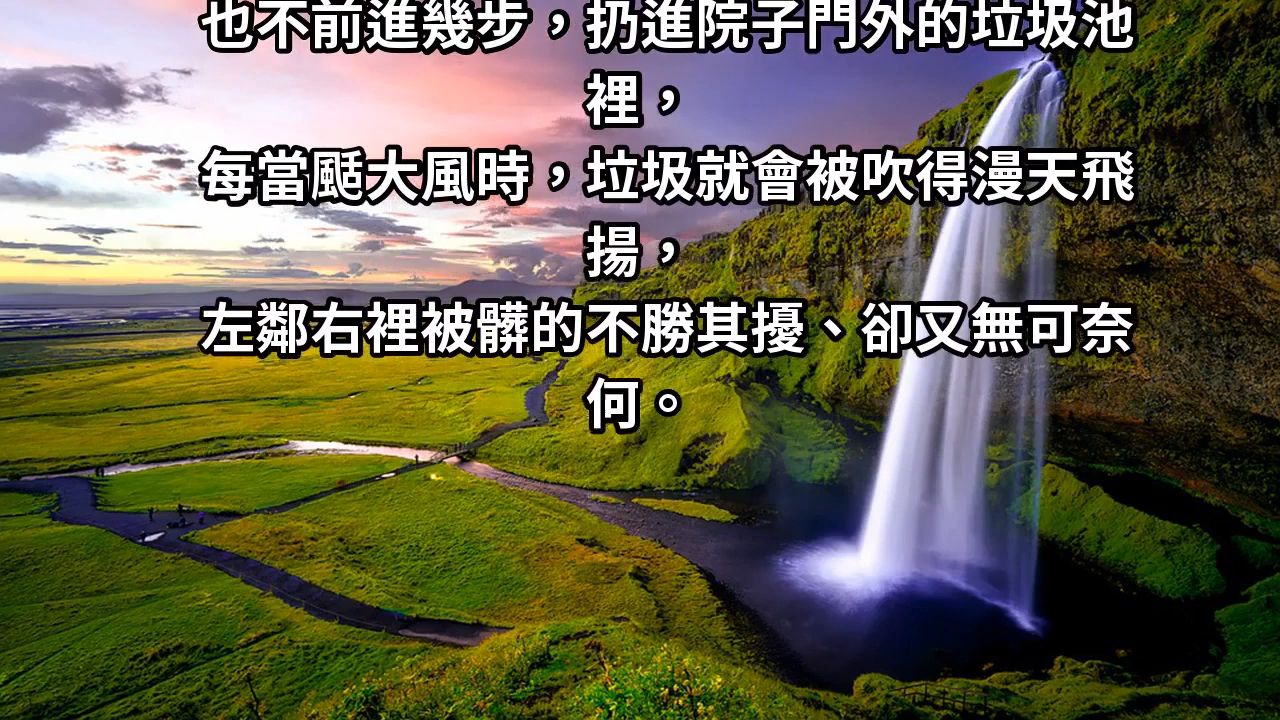 也不前進幾步，扔進院子門外的垃圾池
裡，
每當颳大風時，垃圾就會被吹得漫天飛
揚，
左鄰右裡被髒的不勝其擾、卻又無可奈
何。